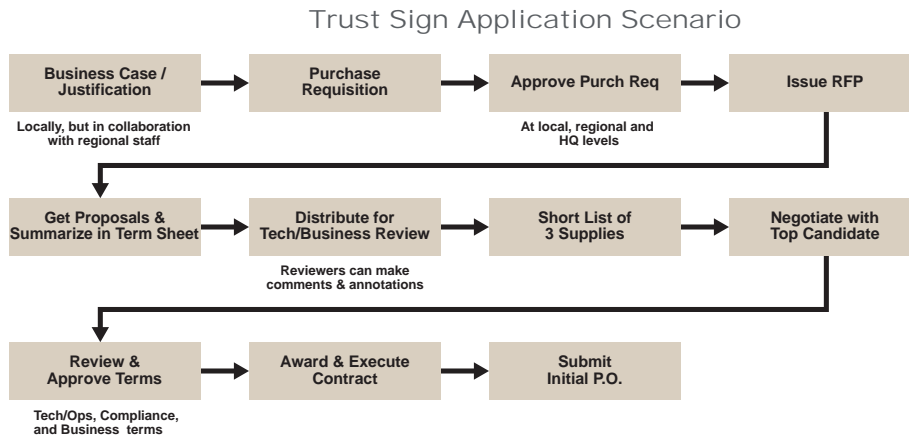 Trust Sign Application Scenario
Business Case /
Justification
Purchase
Requisition
Approve Purch Req
Issue RFP
Locally, but in collaboration
with regional staff
At local, regional and
HQ levels
Get Proposals &
Summarize in Term Sheet
Distribute for
Tech/Business Review
Short List of
3 Supplies
Negotiate with
Top Candidate
Reviewers can make
comments & annotations
Review &
Approve Terms
Award & Execute
Contract
Submit
Initial P.O.
Tech/Ops, Compliance,
and Business terms